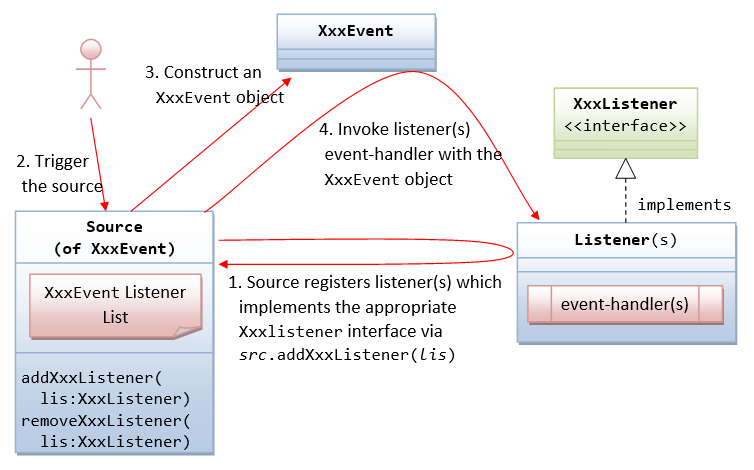 XxxEvent
3. Construct an
XxxEvent object
XxxListener
<<interface>>
4. Invoke listener(s)
event-handler with the
XxxEvent object
2. Trigger
the source
implements
Source
(of XxxEvent)
Listener(s)
XxxEvent Listener
List
1. Source registers listener(s) which
implements the appropriate
Xxxlistener interface via
src.addXxxListener(lis)
event-handler(s)
addXxxListener(
lis:XxxListener)
removeXxxListener(
lis:XxxListener)